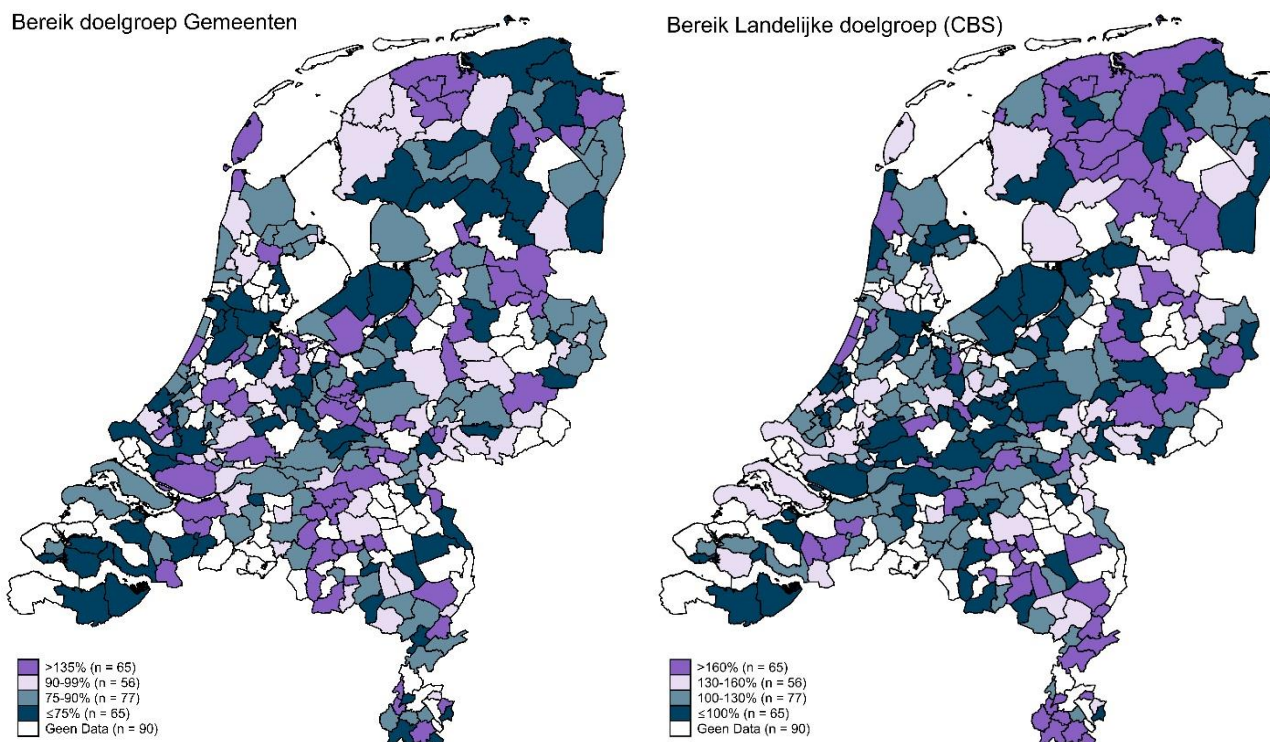 Bereik doelgroep Gemeenten
>135% (n = 65)
90-99% (n = 56)
75-90% (n = 77)
≤75% (n = 65)
Geen Data (n = 90)
Bereik Landelijke doelgroep (CBS)
>160% (n = 65)
130-160% (n = 56)
100-130% (n = 77)
≤100% (n = 65)
Geen Data (n = 90)